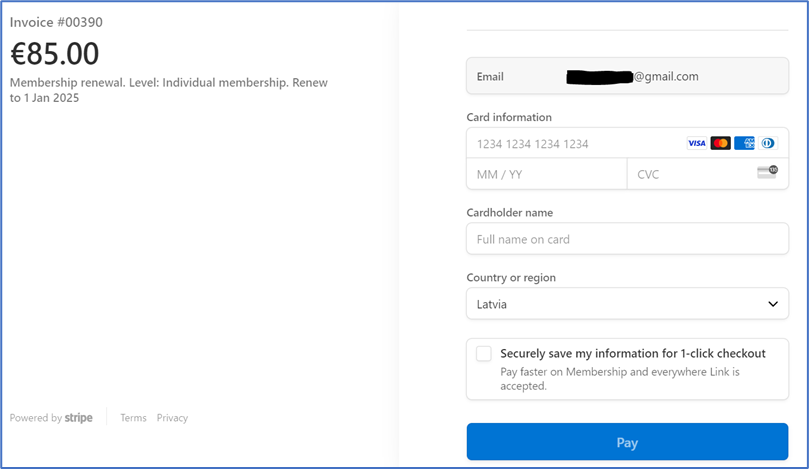 Invoice #00390
€85.00
Membership renewal. Level: Individual membership. Renew
to 1 Jan 2025
Powered by stripe
Terms Privacy
Email @gmail.com
Card information
1234 1234 1234 1234 VISA
MM / YY CVC
Cardholder name
Full name on card
Country or region
Latvia
Securely save my information for 1-click checkout
Pay faster on Membership and everywhere Link is
accepted.
Pay